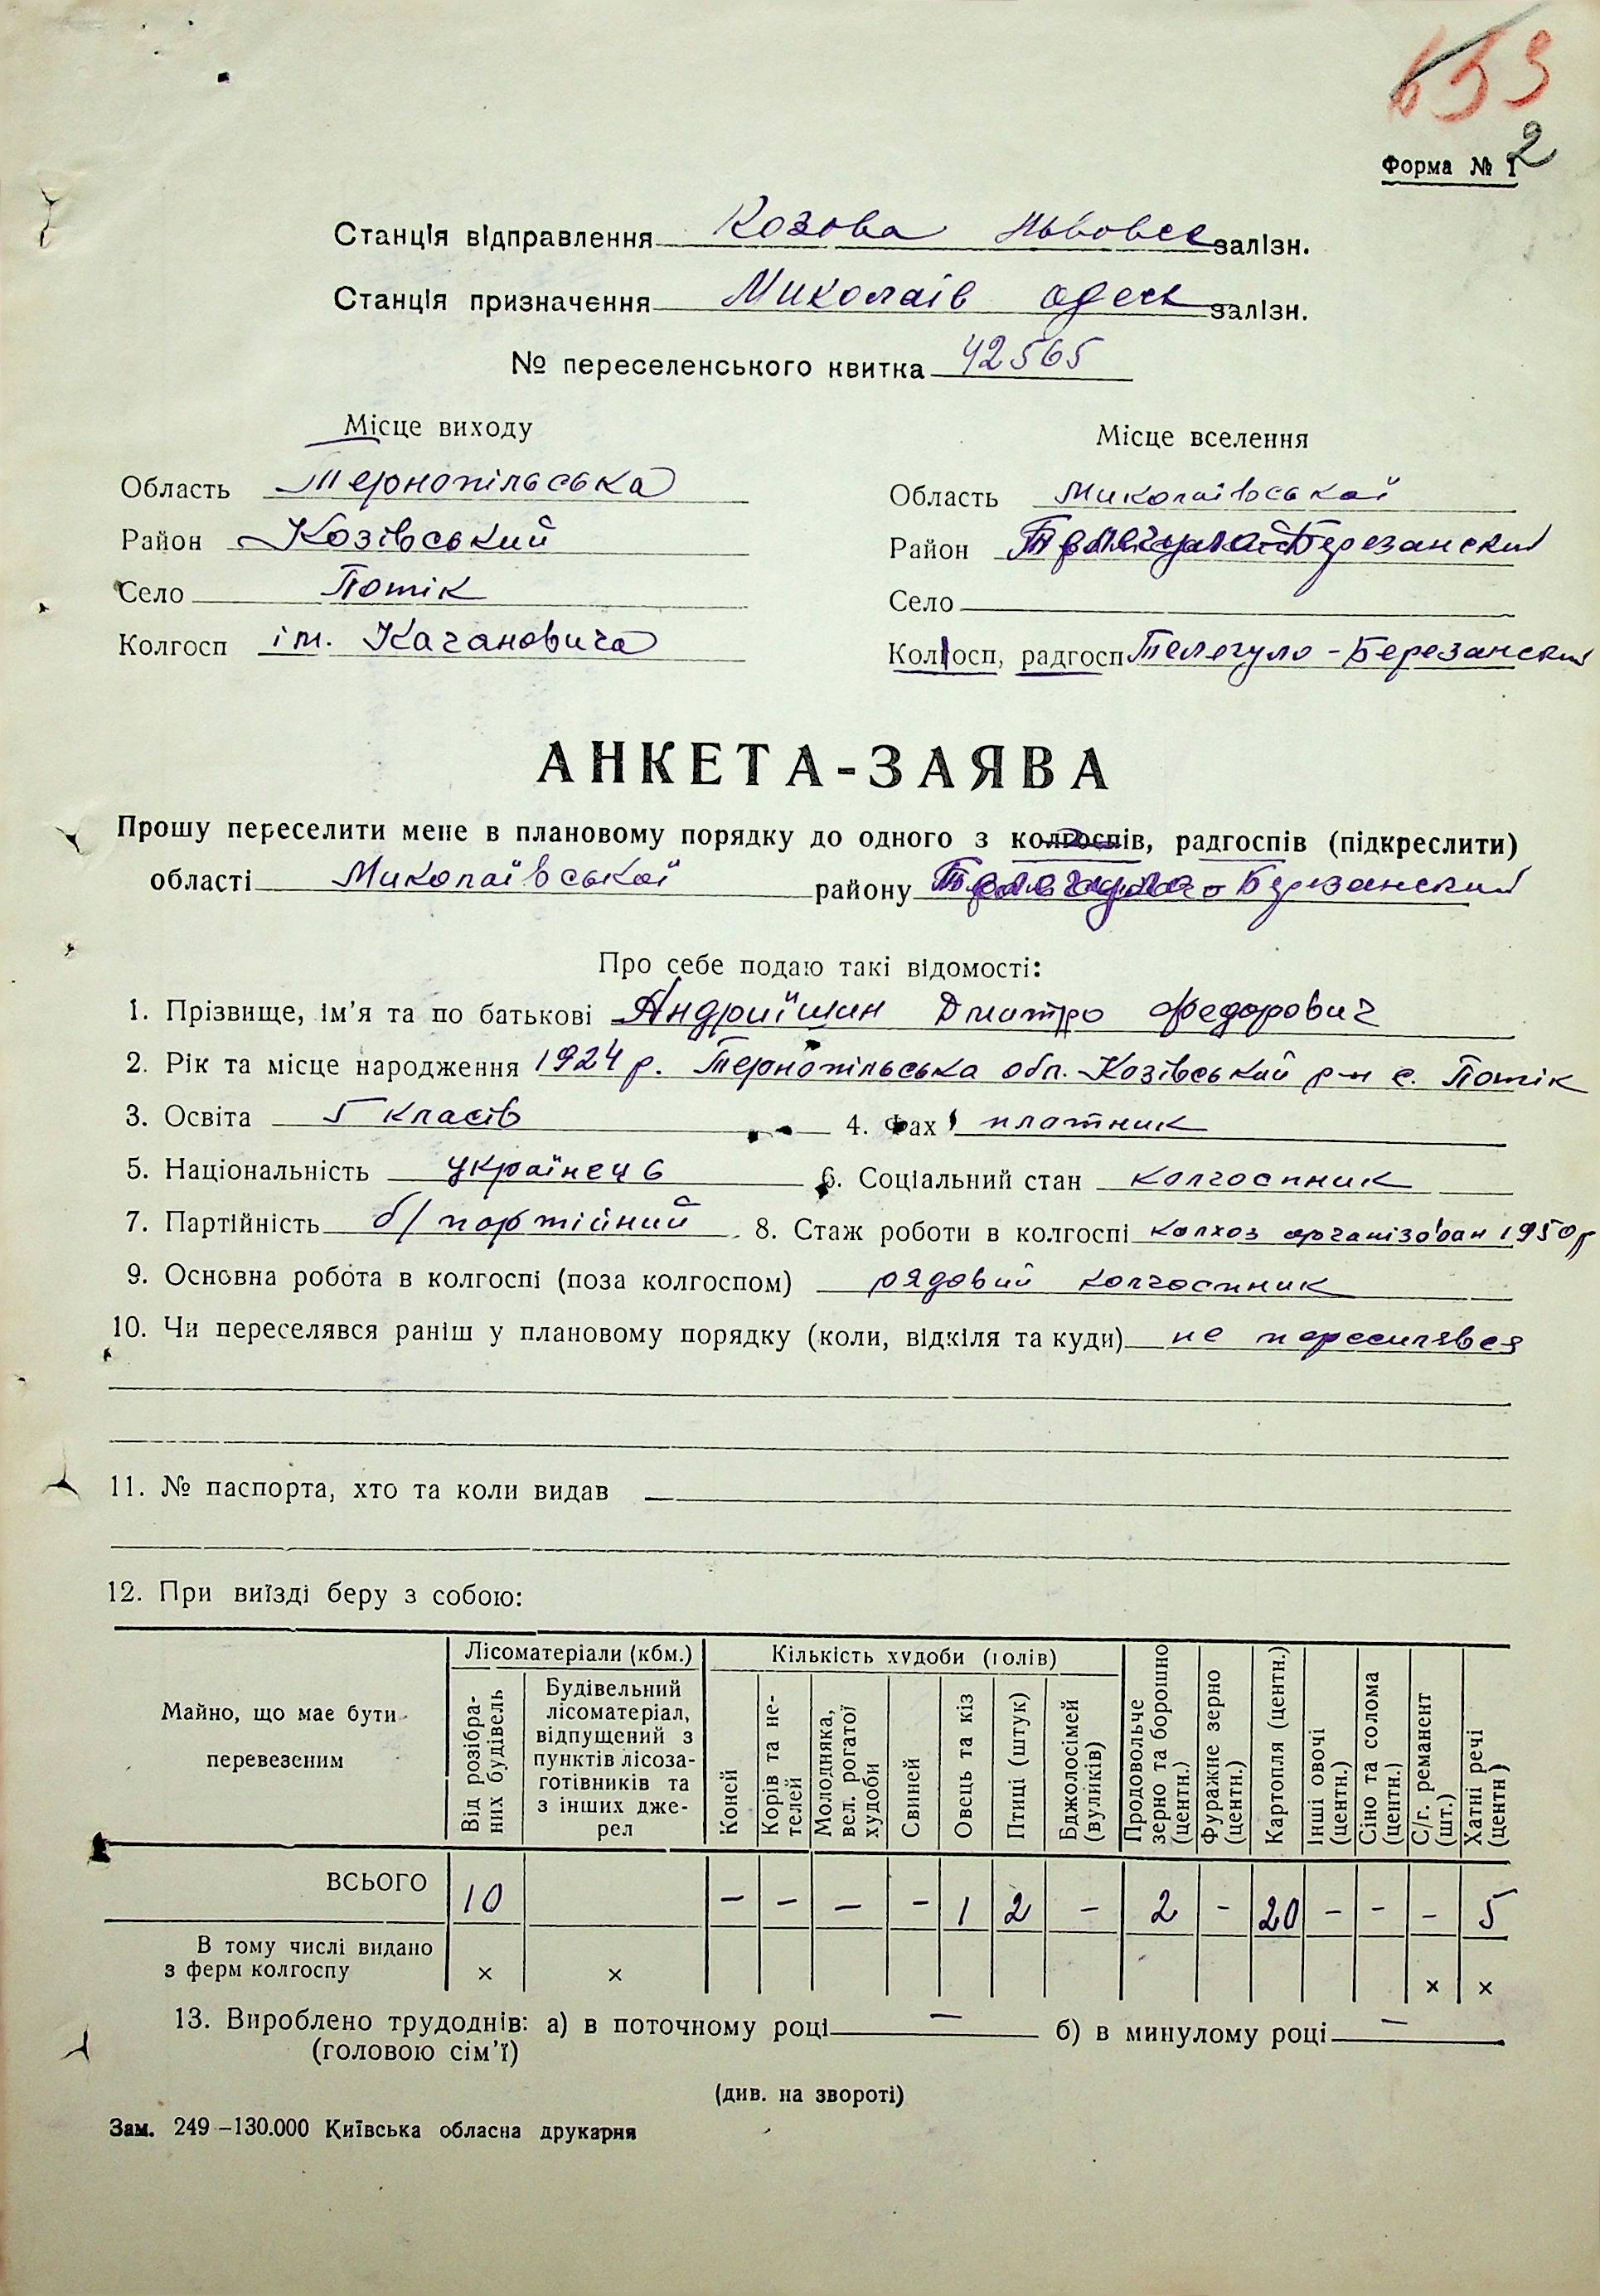 653
2
Форма № 1
Станція відправлення Козова Львовск залізн.
Станція призначення Миколаїв одеск залізн.
№ переселенського квитка 42565
Місце виходу
Область Тернопільська
Район Козівський
Село Потік
Колгосп ім. Кагановича
Місце вселення
Область Миколаївської
Район Телегуло-Березанский
Село
Колгосп, радгосп Телегуло-Березанский
АНКЕТА-ЗАЯВА
Прошу переселити мене в плановому порядку до одного з колгоспів, радгоспів (підкреслити)
області Миколаївської району Телегуло-Березанский
Про себе подаю такі відомості:
1. Прізвище, ім'я та по батькові Андриїшин Дмитро Федорович
2. Рік та місце народження 1924 р. Тернопільська обл. Козівський р-н с. Потік
3. Освіта 5 класів 4. Фах плотник
5. Національність українець 6. Соціальний стан колгоспник
7. Партійність б/партійний 8. Стаж роботи в колгоспі колхоз організован 1950 р
9. Основна робота в колгоспі (поза колгоспом) рядовий колгоспник
10. Чи переселявся раніш у плановому порядку (коли, відкіля та куди) не переселявся
11. № паспорта, хто та коли видав
12. При виїзді беру з собою:
Майно, що має бути перевезеним
Лісоматеріали (кбм.)
Від розібраних будівель
Будівельний лісоматеріал, відпущений з пунктів лісозаготівників та з інших джерел
Кількість худоби (голів)
Коней
Корів та нетелей
Молодняка, вел. рогатої худоби
Свиней
Овець та кіз
Птиці (штук)
Бджолосімей (вуликів)
Продовольче зерно та борошно (центн.)
Фуражне зерно (центн.)
Картопля (центн.)
Інші овочі (центн.)
Сіно та солома (центн.)
С/г. реманент (шт.)
Хатні речі (центн)
ВСЬОГО 10 – – – – 1 2 – 2 – 20 – – – 5
В тому числі видано з ферм колгоспу × × × ×
13. Вироблено трудоднів: а) в поточному році – б) в минулому році –
(головою сім'ї)
(див. на звороті)
Зам. 249–130.000 Київська обласна друкарня